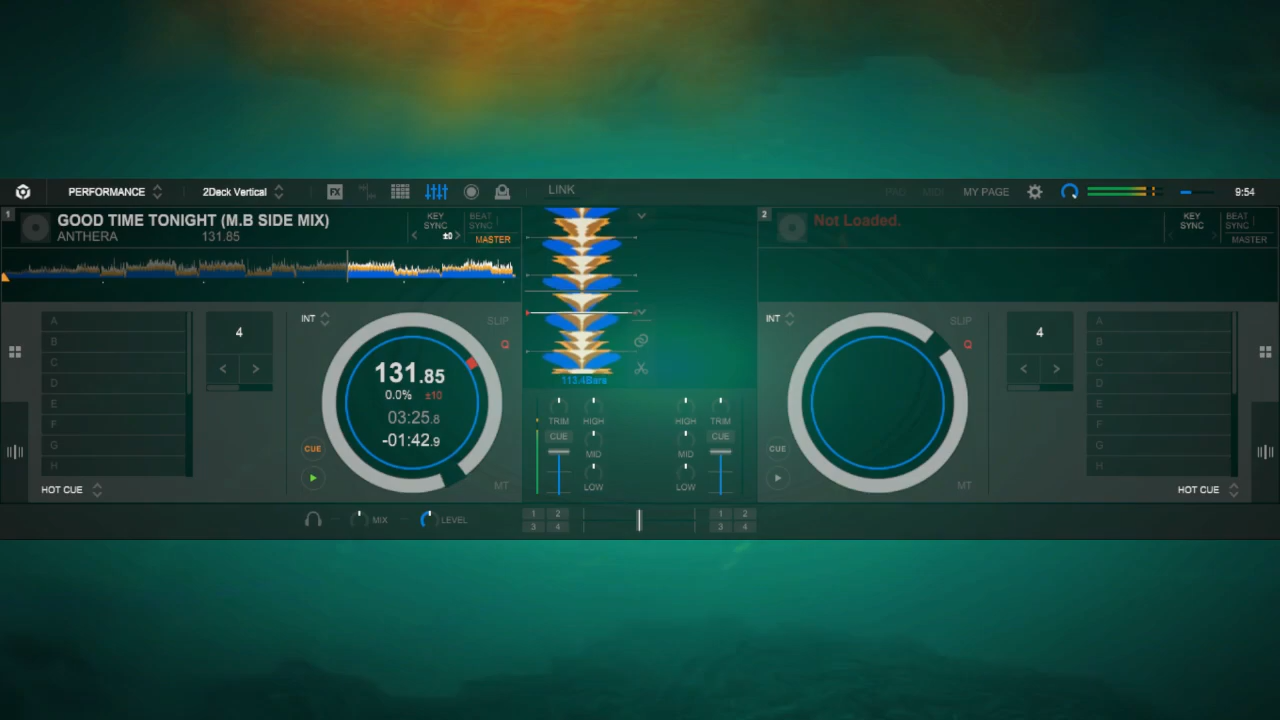 PERFORMANCE 2Deck Vertical FX LINK PAD MIDI MY PAGE 9:54
1 GOOD TIME TONIGHT (M.B SIDE MIX) KEY SYNC BEAT SYNC
ANTHERA 131.85 < ±0 > MASTER
2 Not Loaded. KEY SYNC BEAT SYNC
< > MASTER
A
B
C
D
E
F
G
H
HOT CUE
4
< >
INT
SLIP
Q
131.85
0.0% ±10
03:25.8
-01:42.9
CUE
MT
113.4Bars
TRIM HIGH HIGH TRIM
CUE MID MID CUE
LOW LOW
INT
SLIP
Q
CUE
MT
4
< >
A
B
C
D
E
F
G
H
HOT CUE
MIX LEVEL
1 2 1 2
3 4 3 4